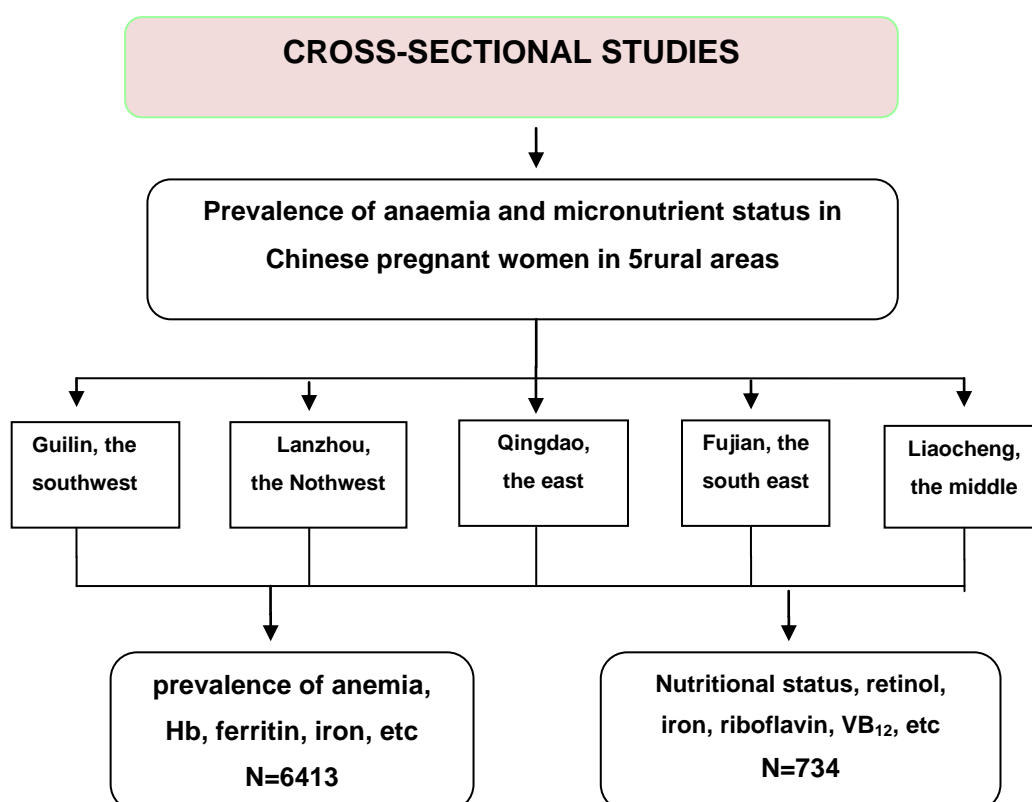 CROSS-SECTIONAL STUDIES
Prevalence of anaemia and micronutrient status in
Chinese pregnant women in 5rural areas
Guilin, the
southwest
Lanzhou,
the Nothwest
Qingdao,
the east
Fujian, the
south east
Liaocheng,
the middle
prevalence of anemia,
Hb, ferritin, iron, etc
N=6413
Nutritional status, retinol,
iron, riboflavin, VB₁₂, etc
N=734